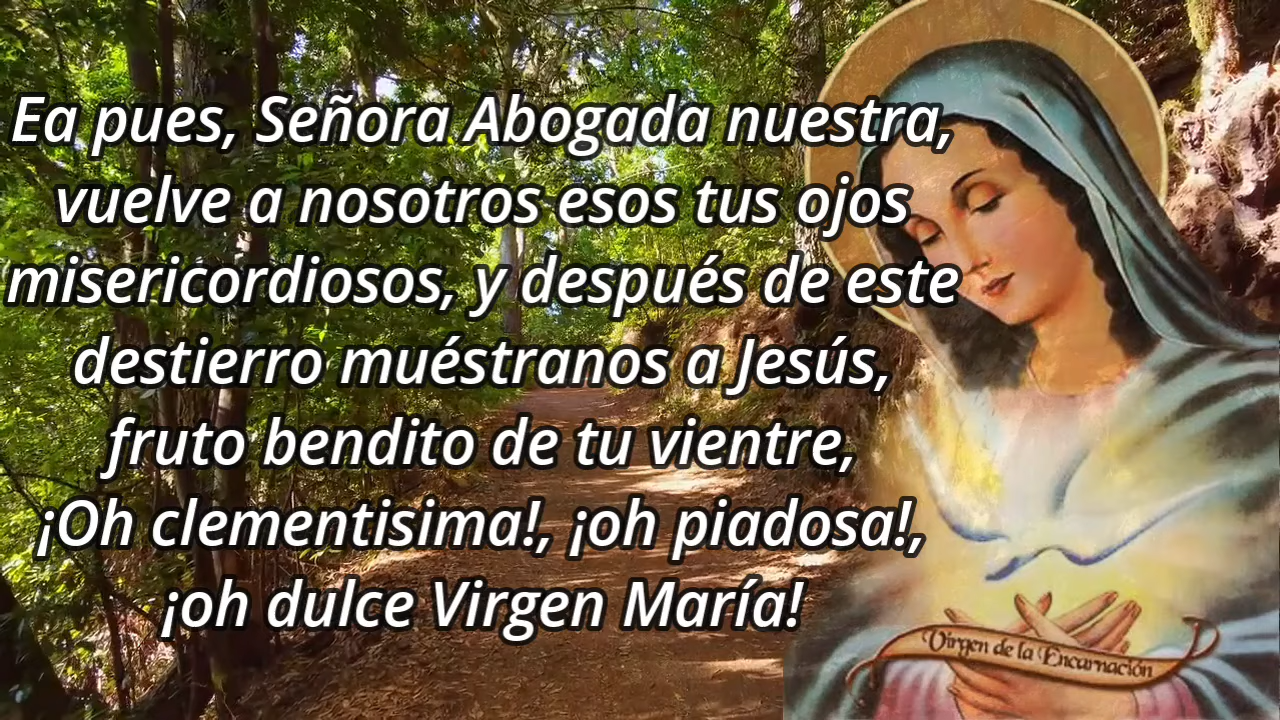 Ea pues, Señora Abogada nuestra,
vuelve a nosotros esos tus ojos
misericordiosos, y después de este
destierro muéstranos a Jesús,
fruto bendito de tu vientre,
¡Oh clementisima!, ¡oh piadosa!,
¡oh dulce Virgen María!
Virgen de la Encarnación